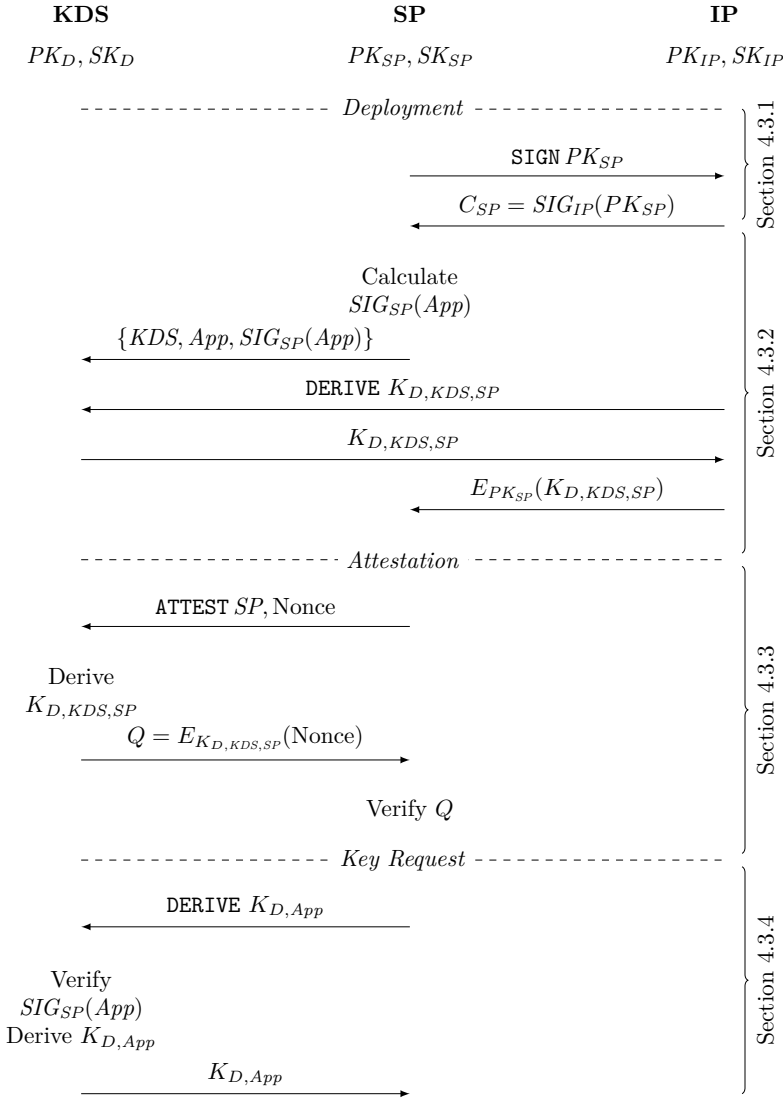 KDS SP IP
PK_D, SK_D PK_SP, SK_SP PK_IP, SK_IP
Deployment
SIGN PK_SP
C_SP = SIG_IP(PK_SP)
Section 4.3.1
Calculate
SIG_SP(App)
{KDS, App, SIG_SP(App)}
DERIVE K_D,KDS,SP
K_D,KDS,SP
E_PK_SP(K_D,KDS,SP)
Section 4.3.2
Attestation
ATTEST SP, Nonce
Derive
K_D,KDS,SP
Q = E_K_D,KDS,SP(Nonce)
Verify Q
Section 4.3.3
Key Request
DERIVE K_D,App
Verify
SIG_SP(App)
Derive K_D,App
K_D,App
Section 4.3.4